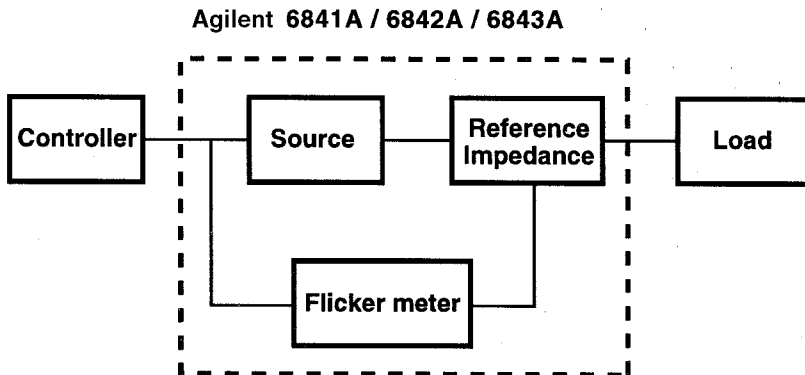 Agilent 6841A / 6842A / 6843A
Controller
Source
Reference
Impedance
Load
Flicker meter